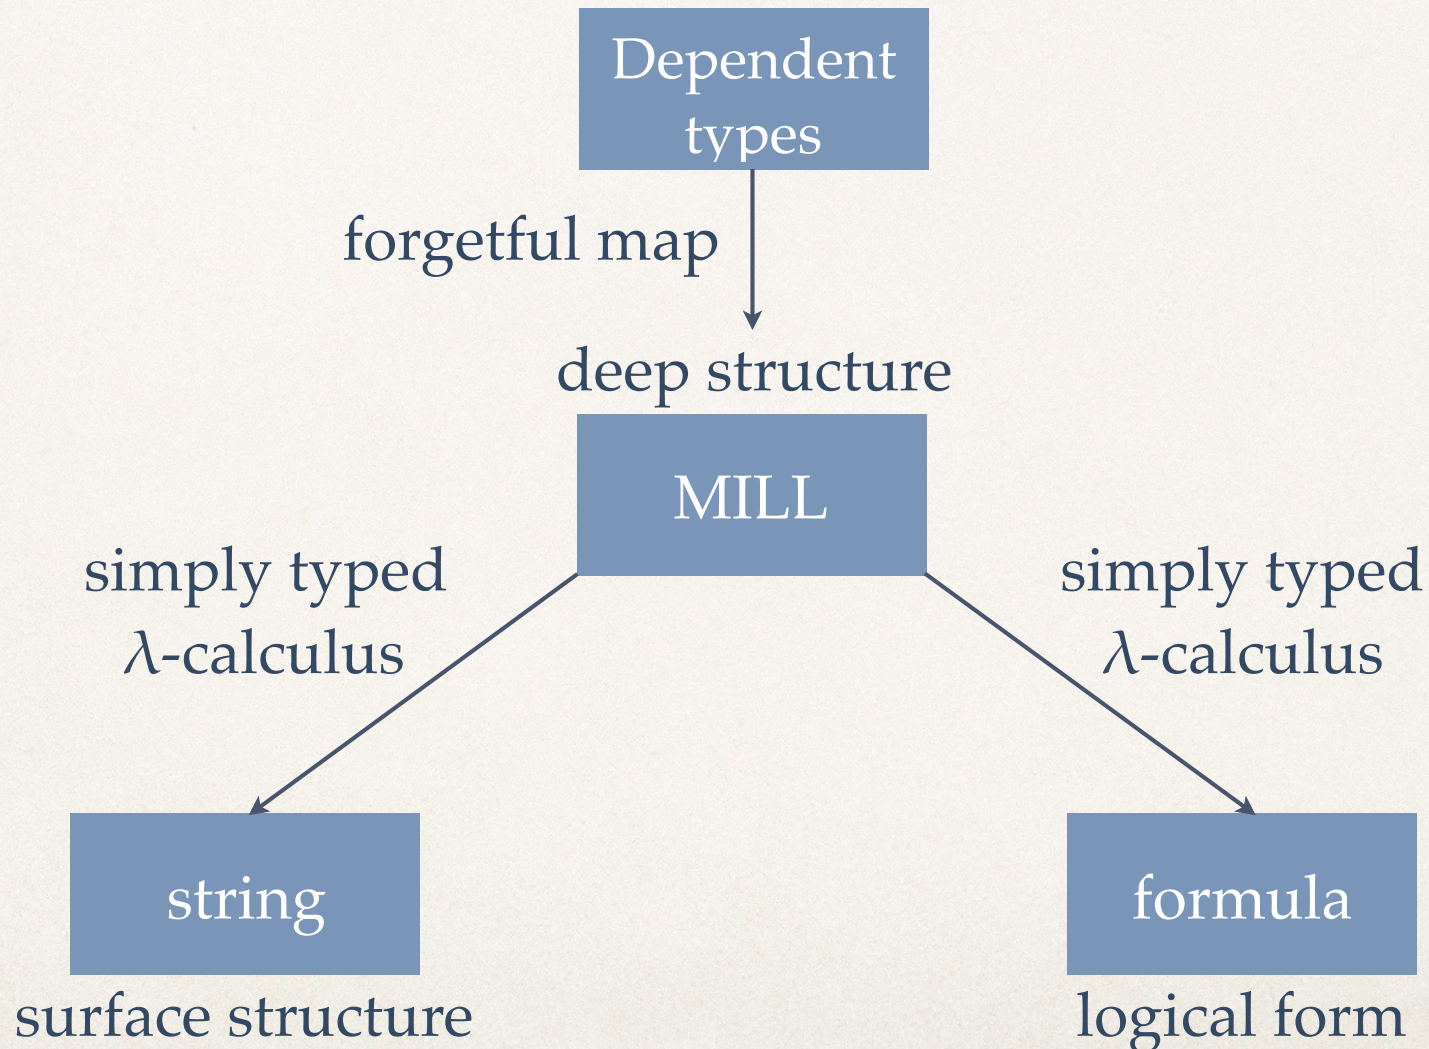 Dependent
types
forgetful map
deep structure
MILL
simply typed
λ-calculus
simply typed
λ-calculus
string
formula
surface structure
logical form